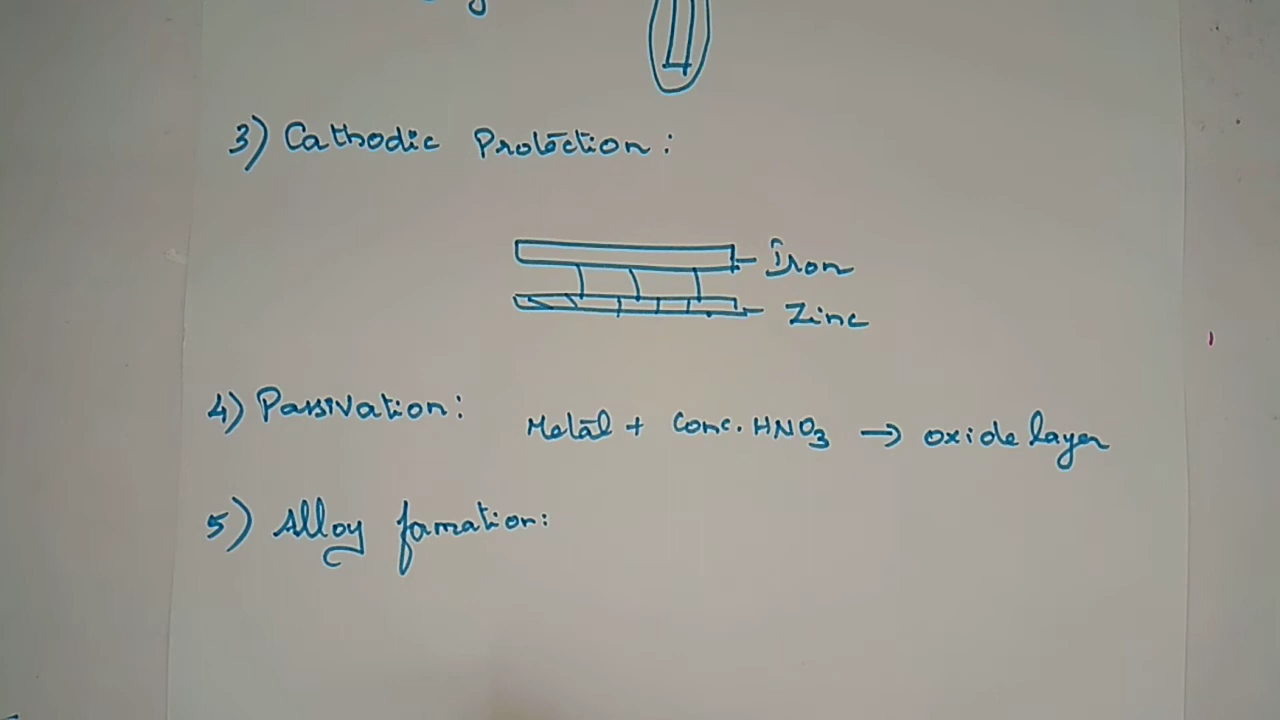 3) Cathodic Protection:
Iron
Zinc
4) Passivation: Metal + Conc. HNO₃ → oxide layer
5) Alloy formation: